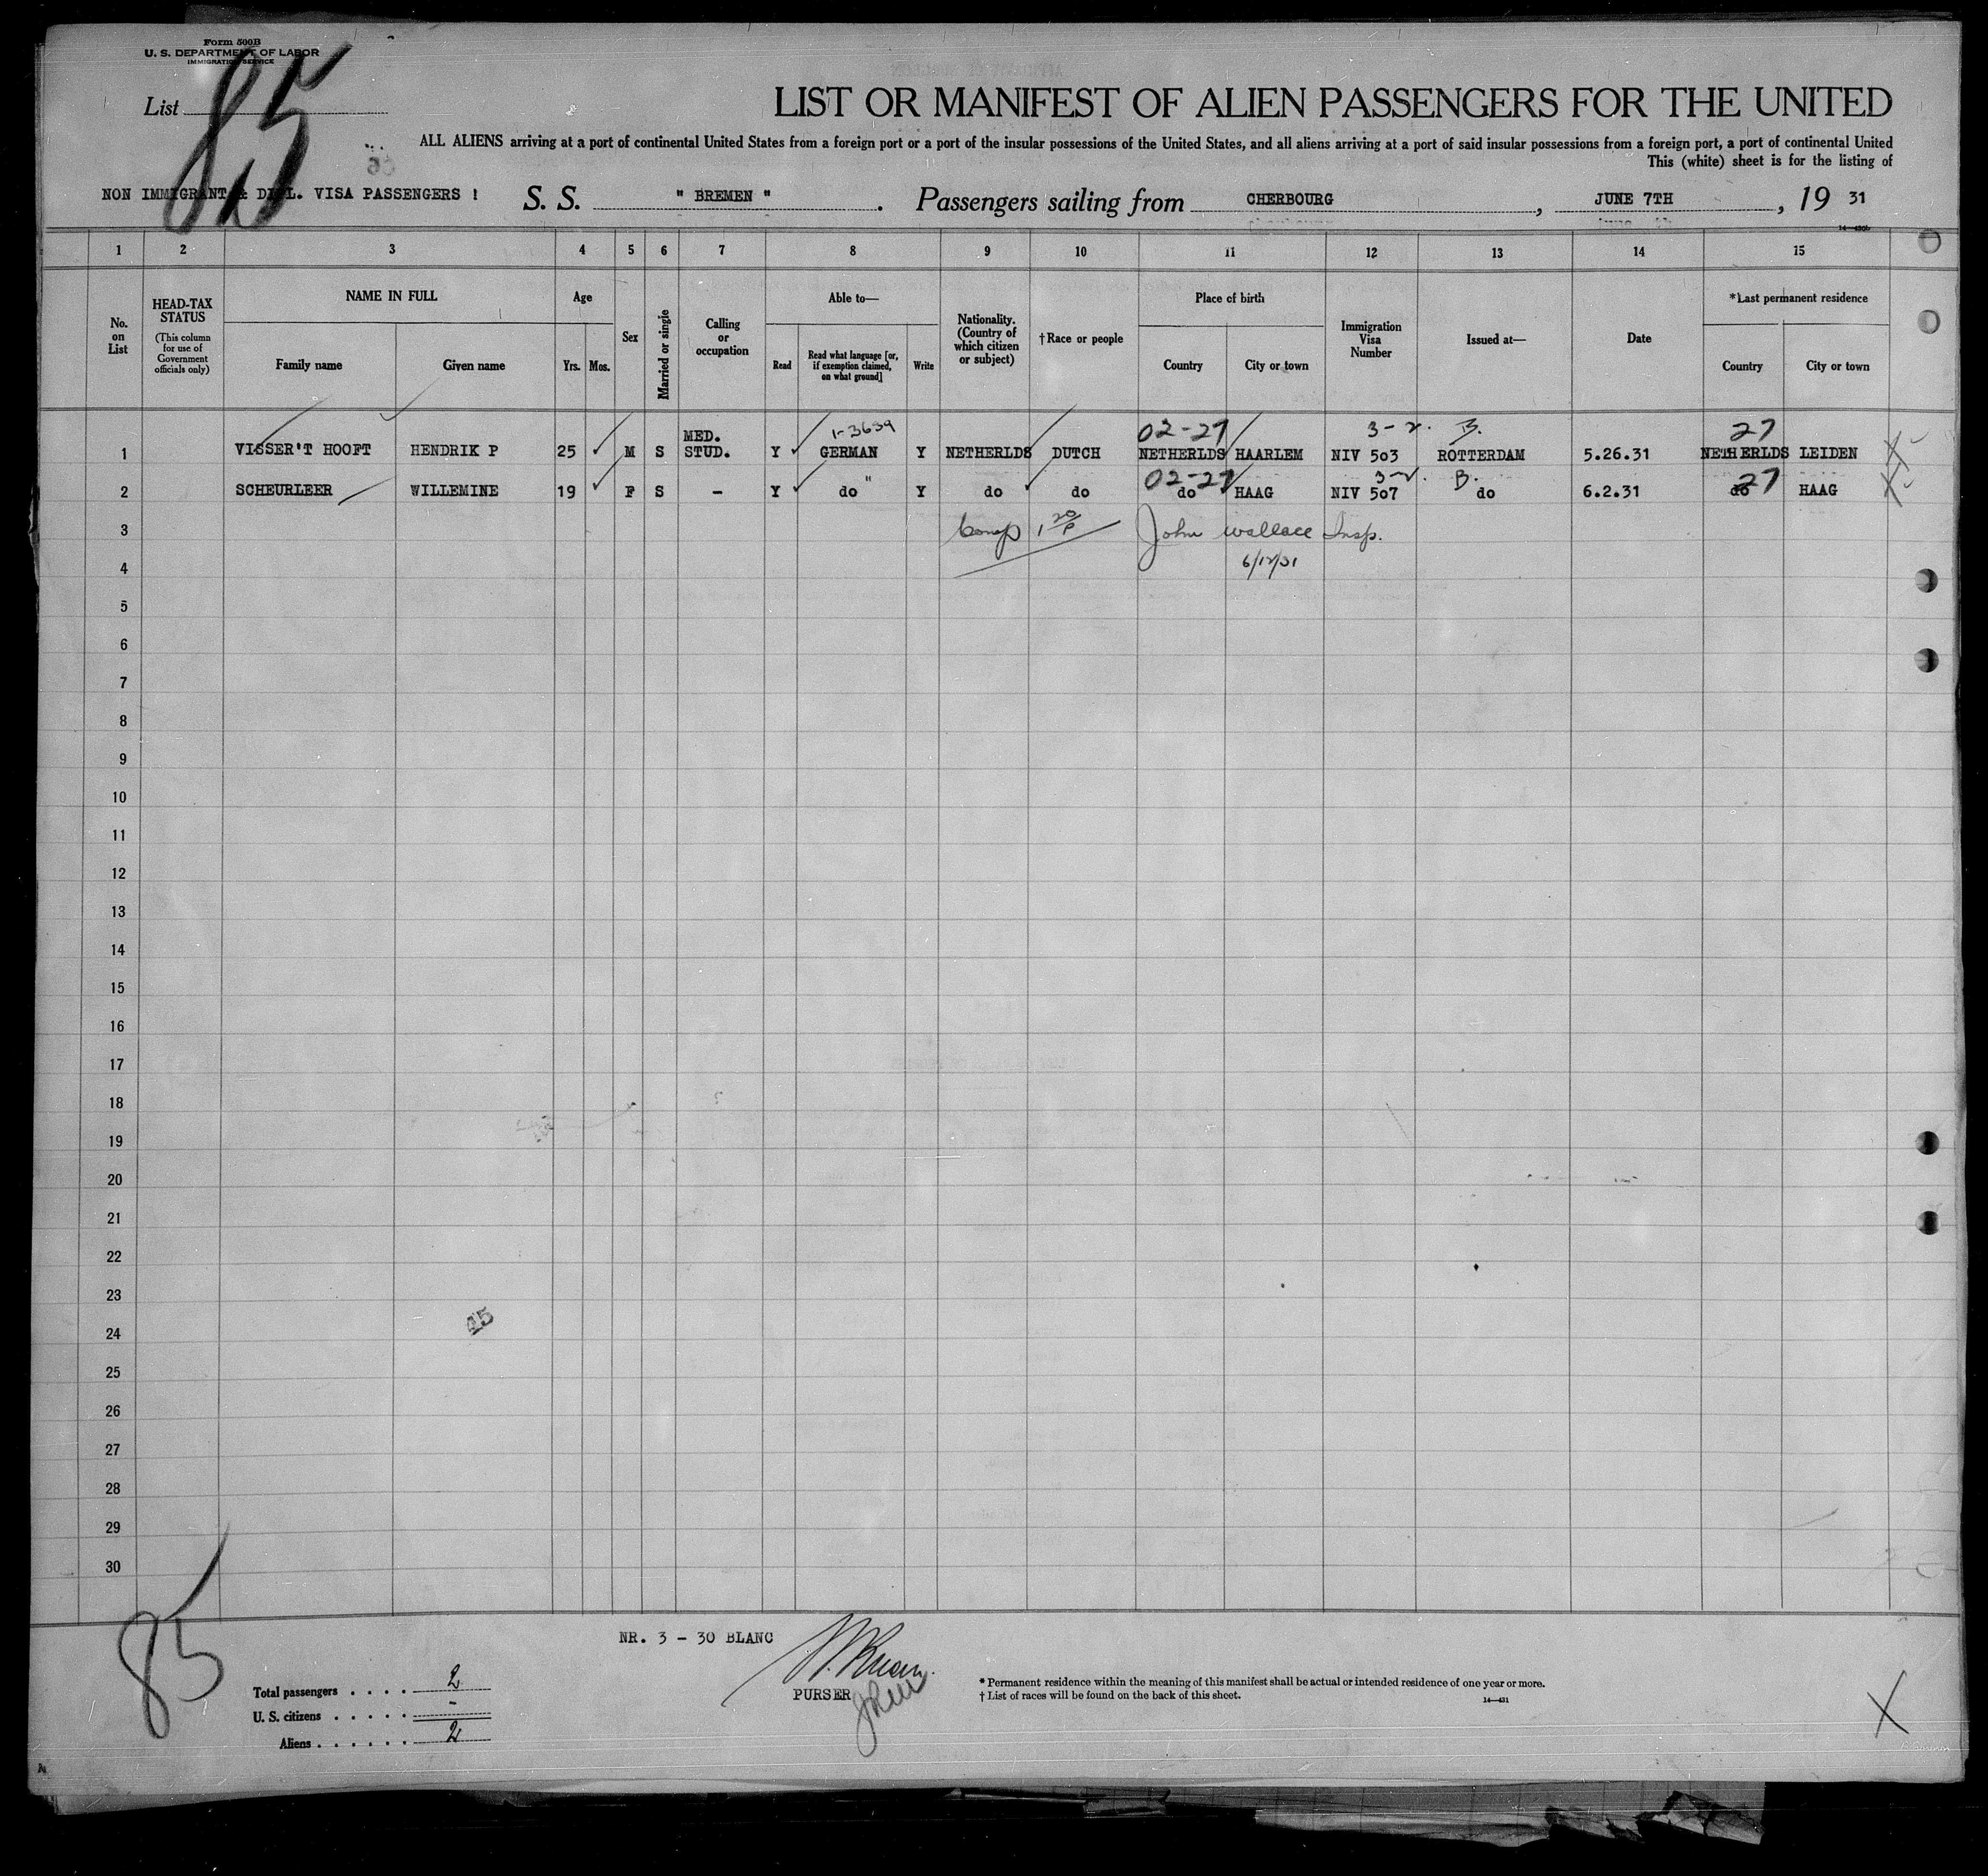 Form 500B
U. S. DEPARTMENT OF LABOR
IMMIGRATION SERVICE
List 85
LIST OR MANIFEST OF ALIEN PASSENGERS FOR THE UNITED
ALL ALIENS arriving at a port of continental United States from a foreign port or a port of the insular possessions of the United States, and all aliens arriving at a port of said insular possessions from a foreign port, a port of continental United
This (white) sheet is for the listing of
NON IMMIGRANT & DIPL. VISA PASSENGERS !
S. S. " BREMEN " . Passengers sailing from CHERBOURG , JUNE 7TH , 19 31
1 2 3 4 5 6 7 8 9 10 11 12 13 14 15
No. on List
HEAD-TAX STATUS
(This column for use of Government officials only)
NAME IN FULL
Family name
Given name
Age
Yrs. Mos.
Sex
Married or single
Calling or occupation
Able to—
Read
Read what language [or, if exemption claimed, on what ground]
Write
Nationality. (Country of which citizen or subject)
†Race or people
Place of birth
Country
City or town
Immigration Visa Number
Issued at—
Date
*Last permanent residence
Country
City or town
1-3639 02-27 3-2. B. 27
1 VISSER'T HOOFT HENDRIK P 25 M S MED. STUD. Y GERMAN Y NETHERLDS DUTCH NETHERLDS HAARLEM NIV 503 ROTTERDAM 5.26.31 NETHERLDS LEIDEN
02-27 3-2. B. 27
2 SCHEURLEER WILLEMINE 19 F S - Y do " Y do do do HAAG NIV 507 do 6.2.31 do HAAG
3 John Wallace Insp.
4 6/12/31
5
6
7
8
9
10
11
12
13
14
15
16
17
18
19
20
21
22
23
24
25
26
27
28
29
30
85
NR. 3 - 30 BLANC
PURSER
Total passengers . . . . 2
U. S. citizens . . . . . -
Aliens . . . . . . 2
* Permanent residence within the meaning of this manifest shall be actual or intended residence of one year or more.
† List of races will be found on the back of this sheet.
14—431